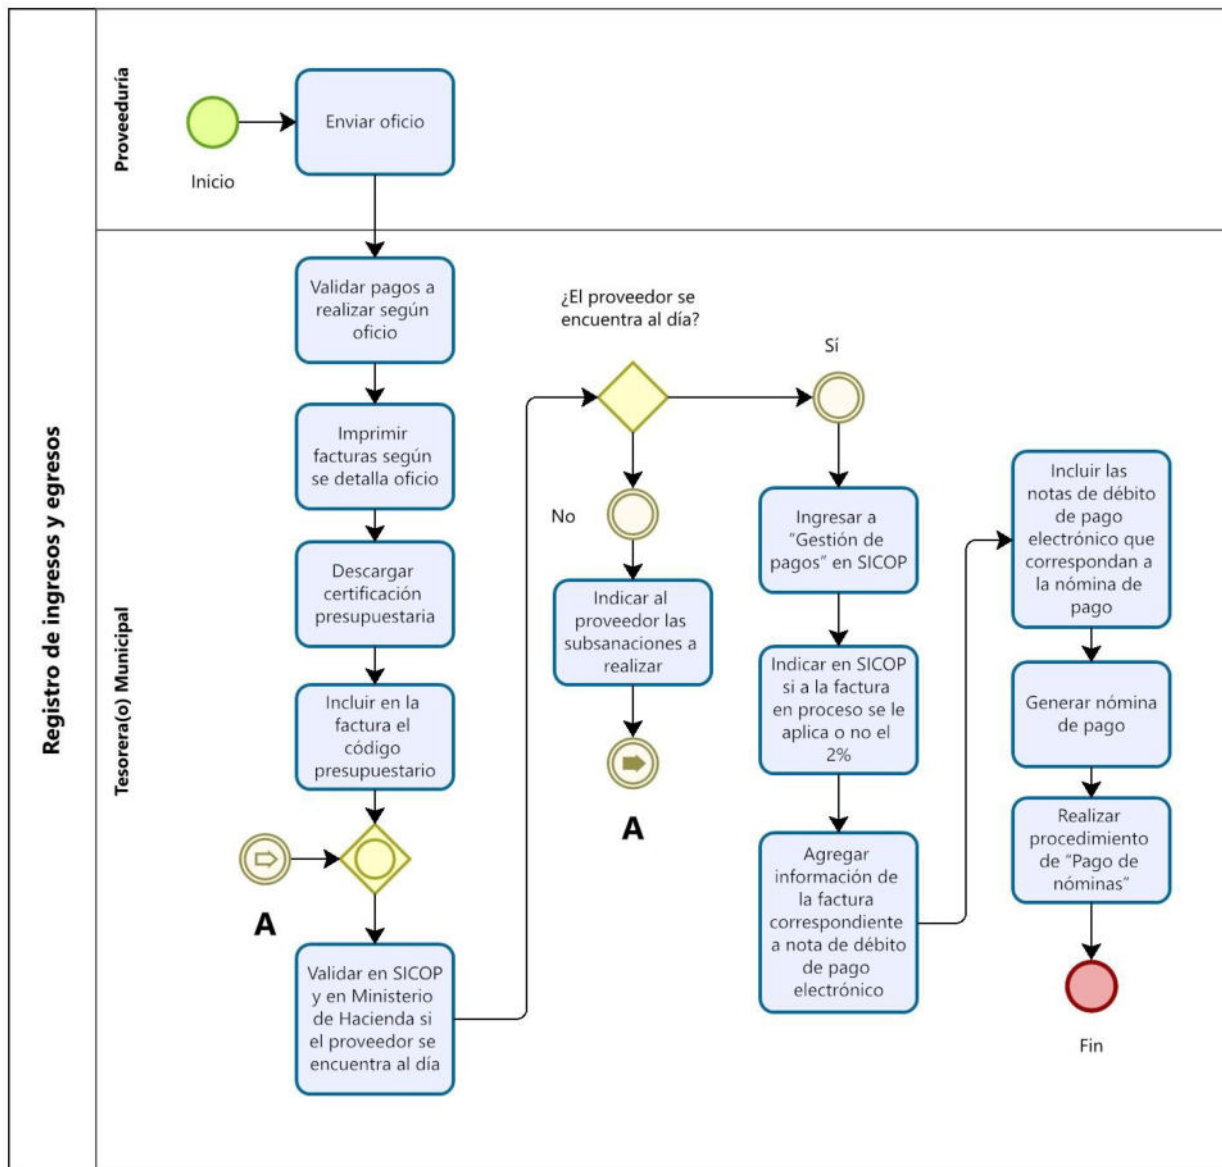 Registro de ingresos y egresos
Proveeduría
Inicio
Enviar oficio
Tesorera(o) Municipal
Validar pagos a
realizar según
oficio
Imprimir
facturas según
se detalla oficio
Descargar
certificación
presupuestaria
Incluir en la
factura el
código
presupuestario
A
Validar en SICOP
y en Ministerio
de Hacienda si
el proveedor se
encuentra al día
¿El proveedor se
encuentra al día?
No
Indicar al
proveedor las
subsanaciones a
realizar
A
Sí
Ingresar a
"Gestión de
pagos" en SICOP
Indicar en SICOP
si a la factura
en proceso se le
aplica o no el
2%
Agregar
información de
la factura
correspondiente
a nota de débito
de pago
electrónico
Incluir las
notas de débito
de pago
electrónico que
correspondan a
la nómina de
pago
Generar nómina
de pago
Realizar
procedimiento
de "Pago de
nóminas"
Fin